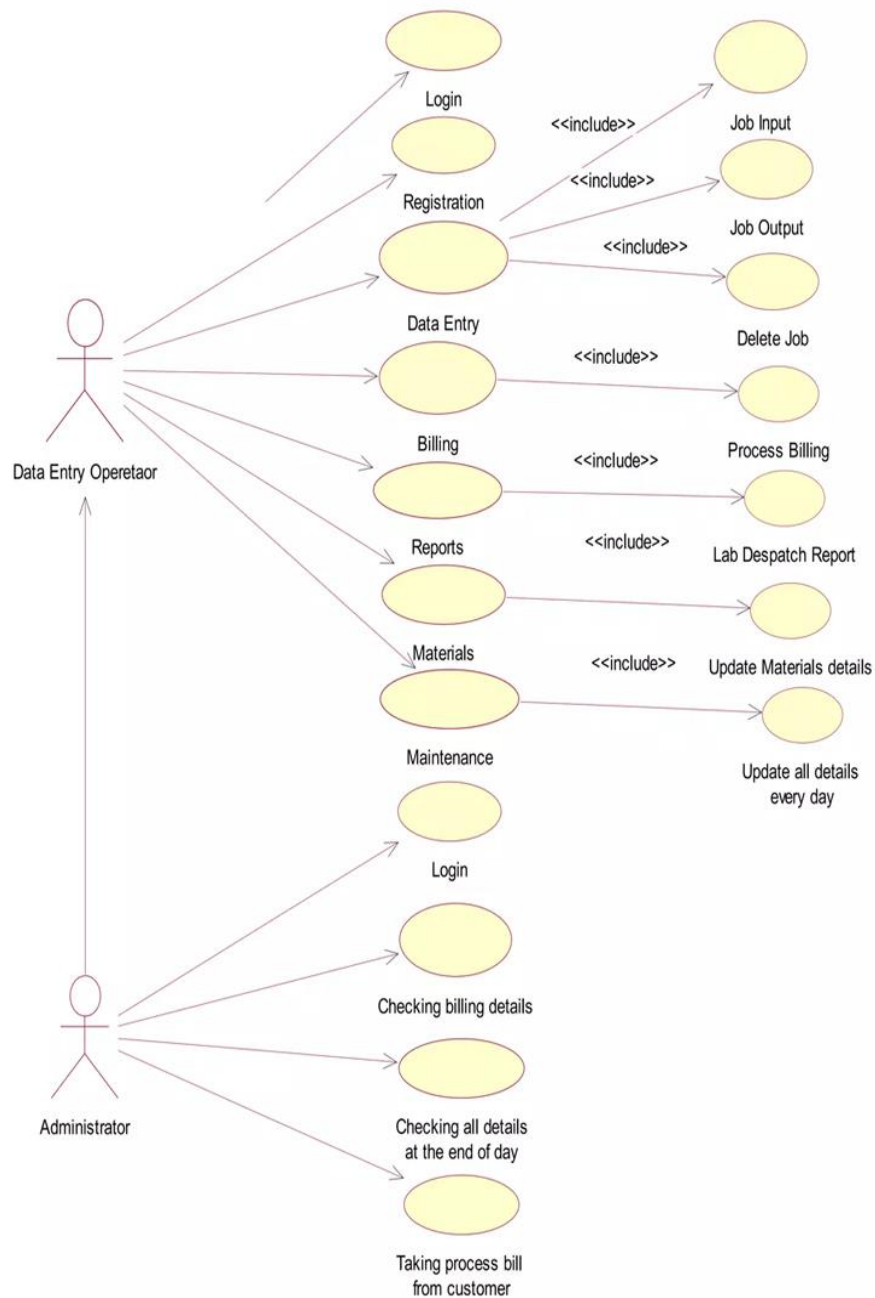 Login
<<include>>
Job Input
Registration
<<include>>
Job Output
Data Entry
<<include>>
Delete Job
Data Entry Operetaor
Billing
<<include>>
Process Billing
Reports
<<include>>
Lab Despatch Report
Materials
<<include>>
Update Materials details
Maintenance
<<include>>
Update all details
every day
Login
Checking billing details
Administrator
Checking all details
at the end of day
Taking process bill
from customer